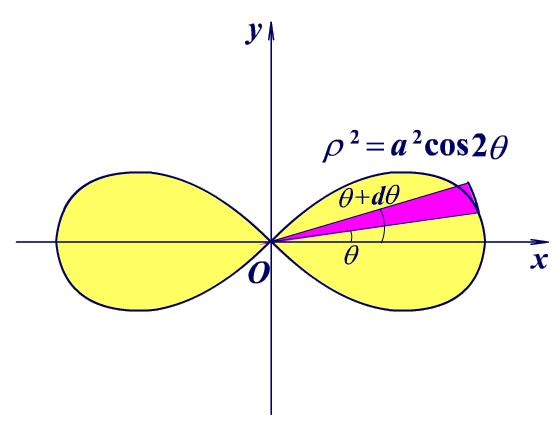 y
ρ² = a²cos2θ
θ+dθ
θ
O
x